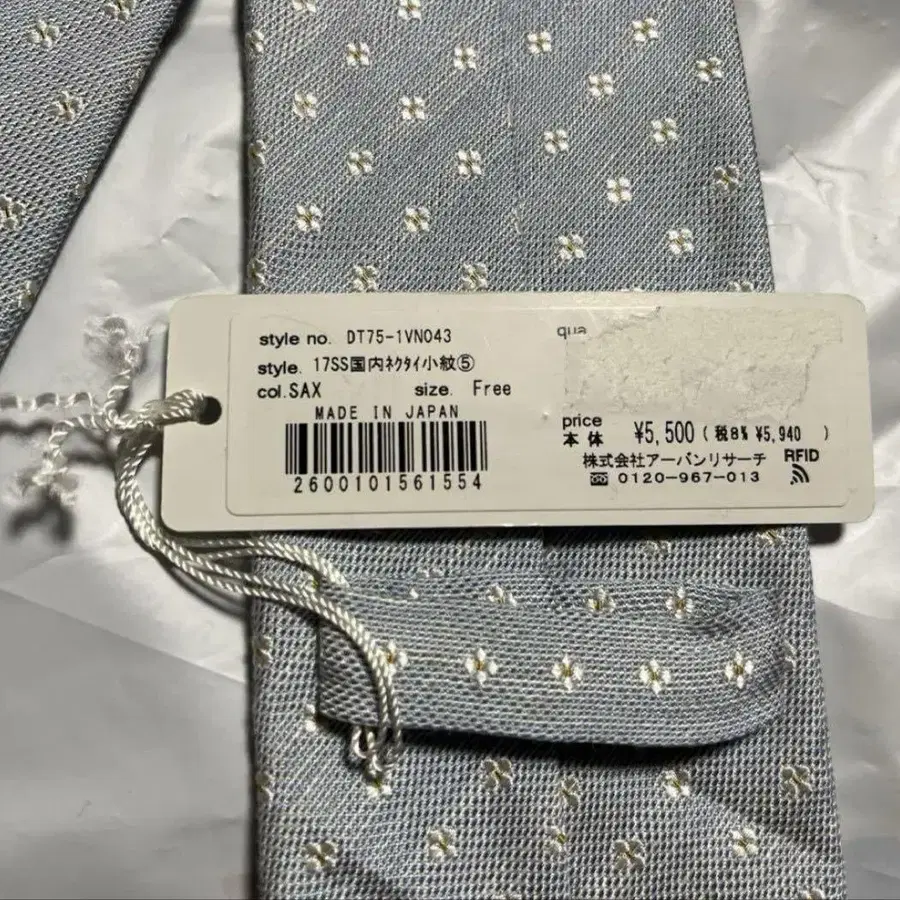 style no. DT75-1VN043
style. 17SS国内ネクタイ小紋⑤
col.SAX size. Free
MADE IN JAPAN
2600101561554
qua
price
本体 ¥5,500 (税8% ¥5,940 )
株式会社アーバンリサーチ RFID
0120-967-013